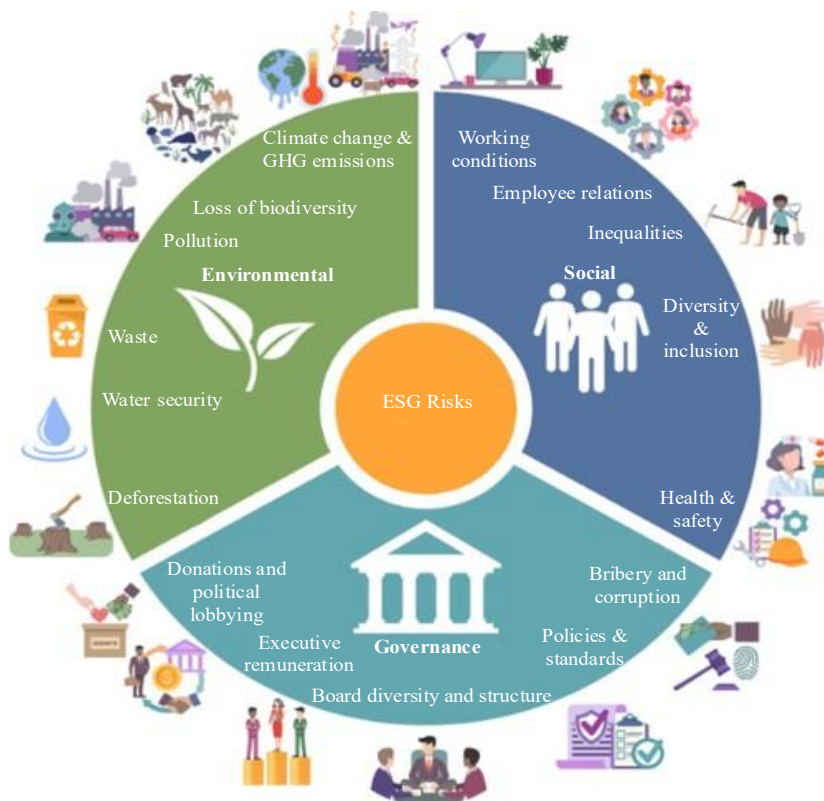 Climate change &
GHG emissions
Loss of biodiversity
Pollution
Environmental
Waste
Water security
Deforestation
Working
conditions
Employee relations
Inequalities
Social
Diversity
&
inclusion
Health &
safety
ESG Risks
Donations and
political
lobbying
Executive
remuneration
Governance
Board diversity and structure
Bribery and
corruption
Policies &
standards